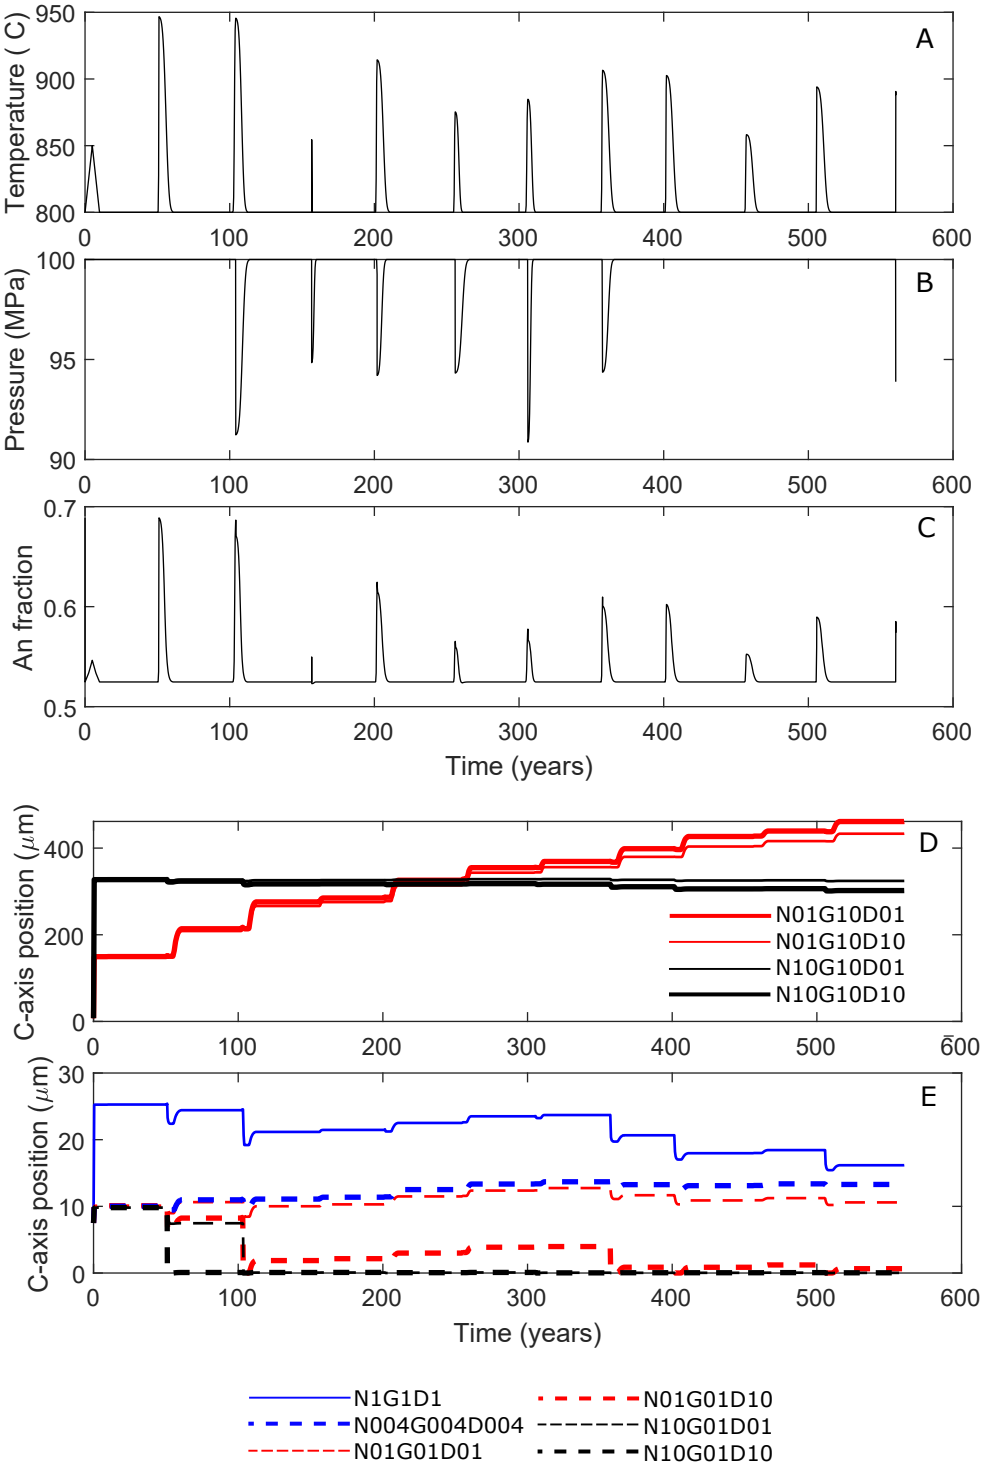 950
900
850
800
Temperature ( C)
A
0 100 200 300 400 500 600
100
95
90
Pressure (MPa)
B
0 100 200 300 400 500 600
0.7
0.6
0.5
An fraction
C
0 100 200 300 400 500 600
Time (years)
400
200
0
C-axis position (μm)
D
N01G10D01
N01G10D10
N10G10D01
N10G10D10
0 100 200 300 400 500 600
30
20
10
0
C-axis position (μm)
E
0 100 200 300 400 500 600
Time (years)
N1G1D1
N004G004D004
N01G01D01
N01G01D10
N10G01D01
N10G01D10